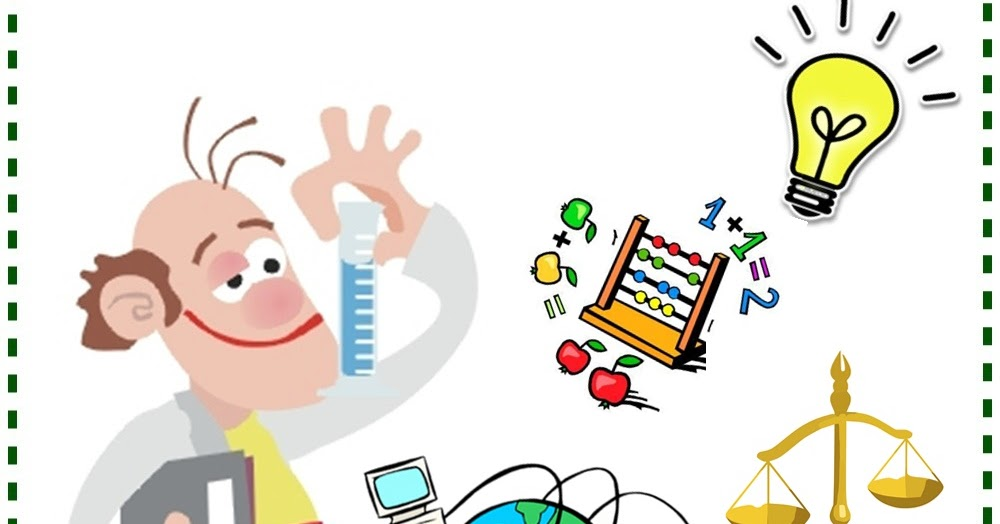 1+1=2
+
=